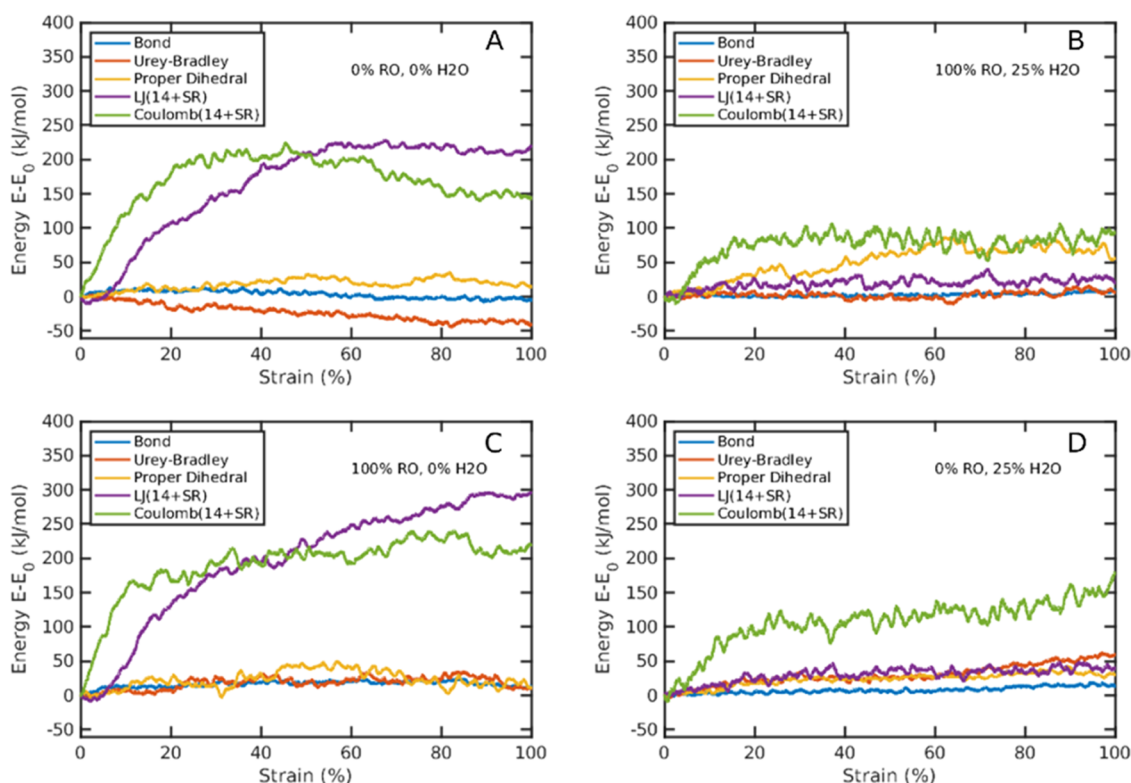 A
0% RO, 0% H2O
Bond
Urey-Bradley
Proper Dihedral
LJ(14+SR)
Coulomb(14+SR)
400
350
300
250
200
150
100
50
0
-50
Energy E-E0 (kJ/mol)
0 20 40 60 80 100
Strain (%)
B
100% RO, 25% H2O
Bond
Urey-Bradley
Proper Dihedral
LJ(14+SR)
Coulomb(14+SR)
400
350
300
250
200
150
100
50
0
-50
Energy E-E0 (kJ/mol)
0 20 40 60 80 100
Strain (%)
C
100% RO, 0% H2O
Bond
Urey-Bradley
Proper Dihedral
LJ(14+SR)
Coulomb(14+SR)
400
350
300
250
200
150
100
50
0
-50
Energy E-E0 (kJ/mol)
0 20 40 60 80 100
Strain (%)
D
0% RO, 25% H2O
Bond
Urey-Bradley
Proper Dihedral
LJ(14+SR)
Coulomb(14+SR)
400
350
300
250
200
150
100
50
0
-50
Energy E-E0 (kJ/mol)
0 20 40 60 80 100
Strain (%)